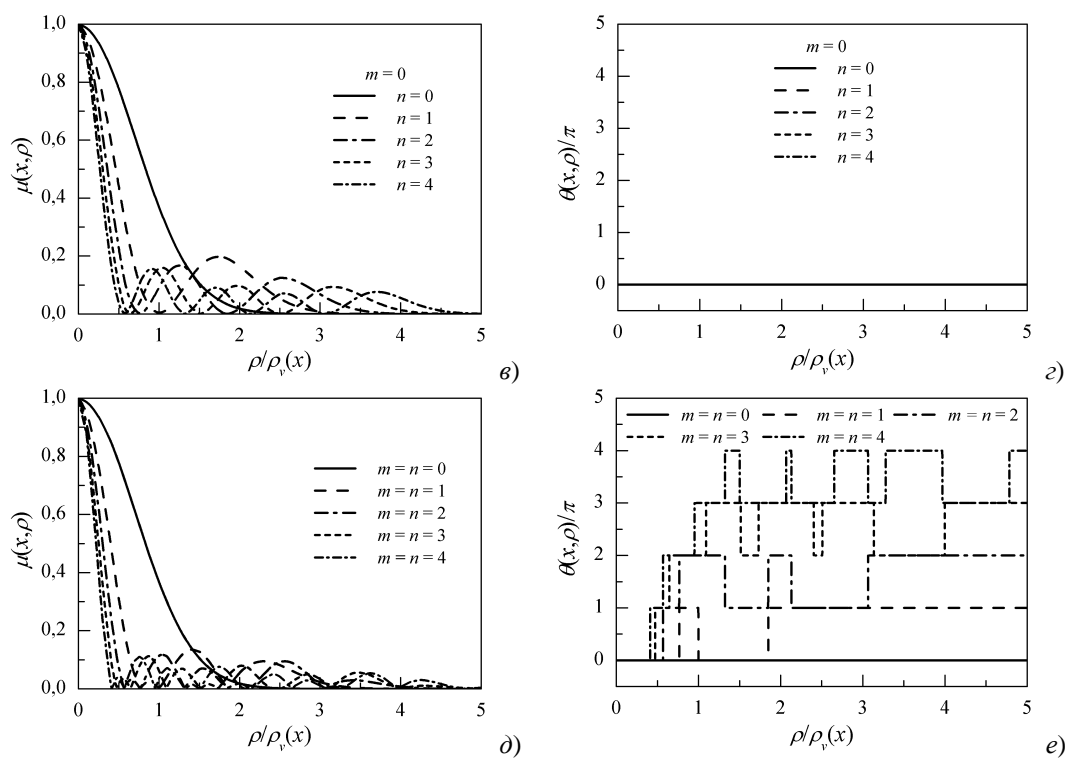 1,0
0,8
0,6
0,4
0,2
0,0
μ(x,ρ)
m = 0
n = 0
n = 1
n = 2
n = 3
n = 4
0 1 2 3 4 5
ρ/ρv(x)
в)
5
4
3
2
1
0
θ(x,ρ)/π
m = 0
n = 0
n = 1
n = 2
n = 3
n = 4
0 1 2 3 4 5
ρ/ρv(x)
г)
1,0
0,8
0,6
0,4
0,2
0,0
μ(x,ρ)
m = n = 0
m = n = 1
m = n = 2
m = n = 3
m = n = 4
0 1 2 3 4 5
ρ/ρv(x)
д)
5
4
3
2
1
0
θ(x,ρ)/π
m = n = 0 m = n = 1 m = n = 2
m = n = 3 m = n = 4
0 1 2 3 4 5
ρ/ρv(x)
е)